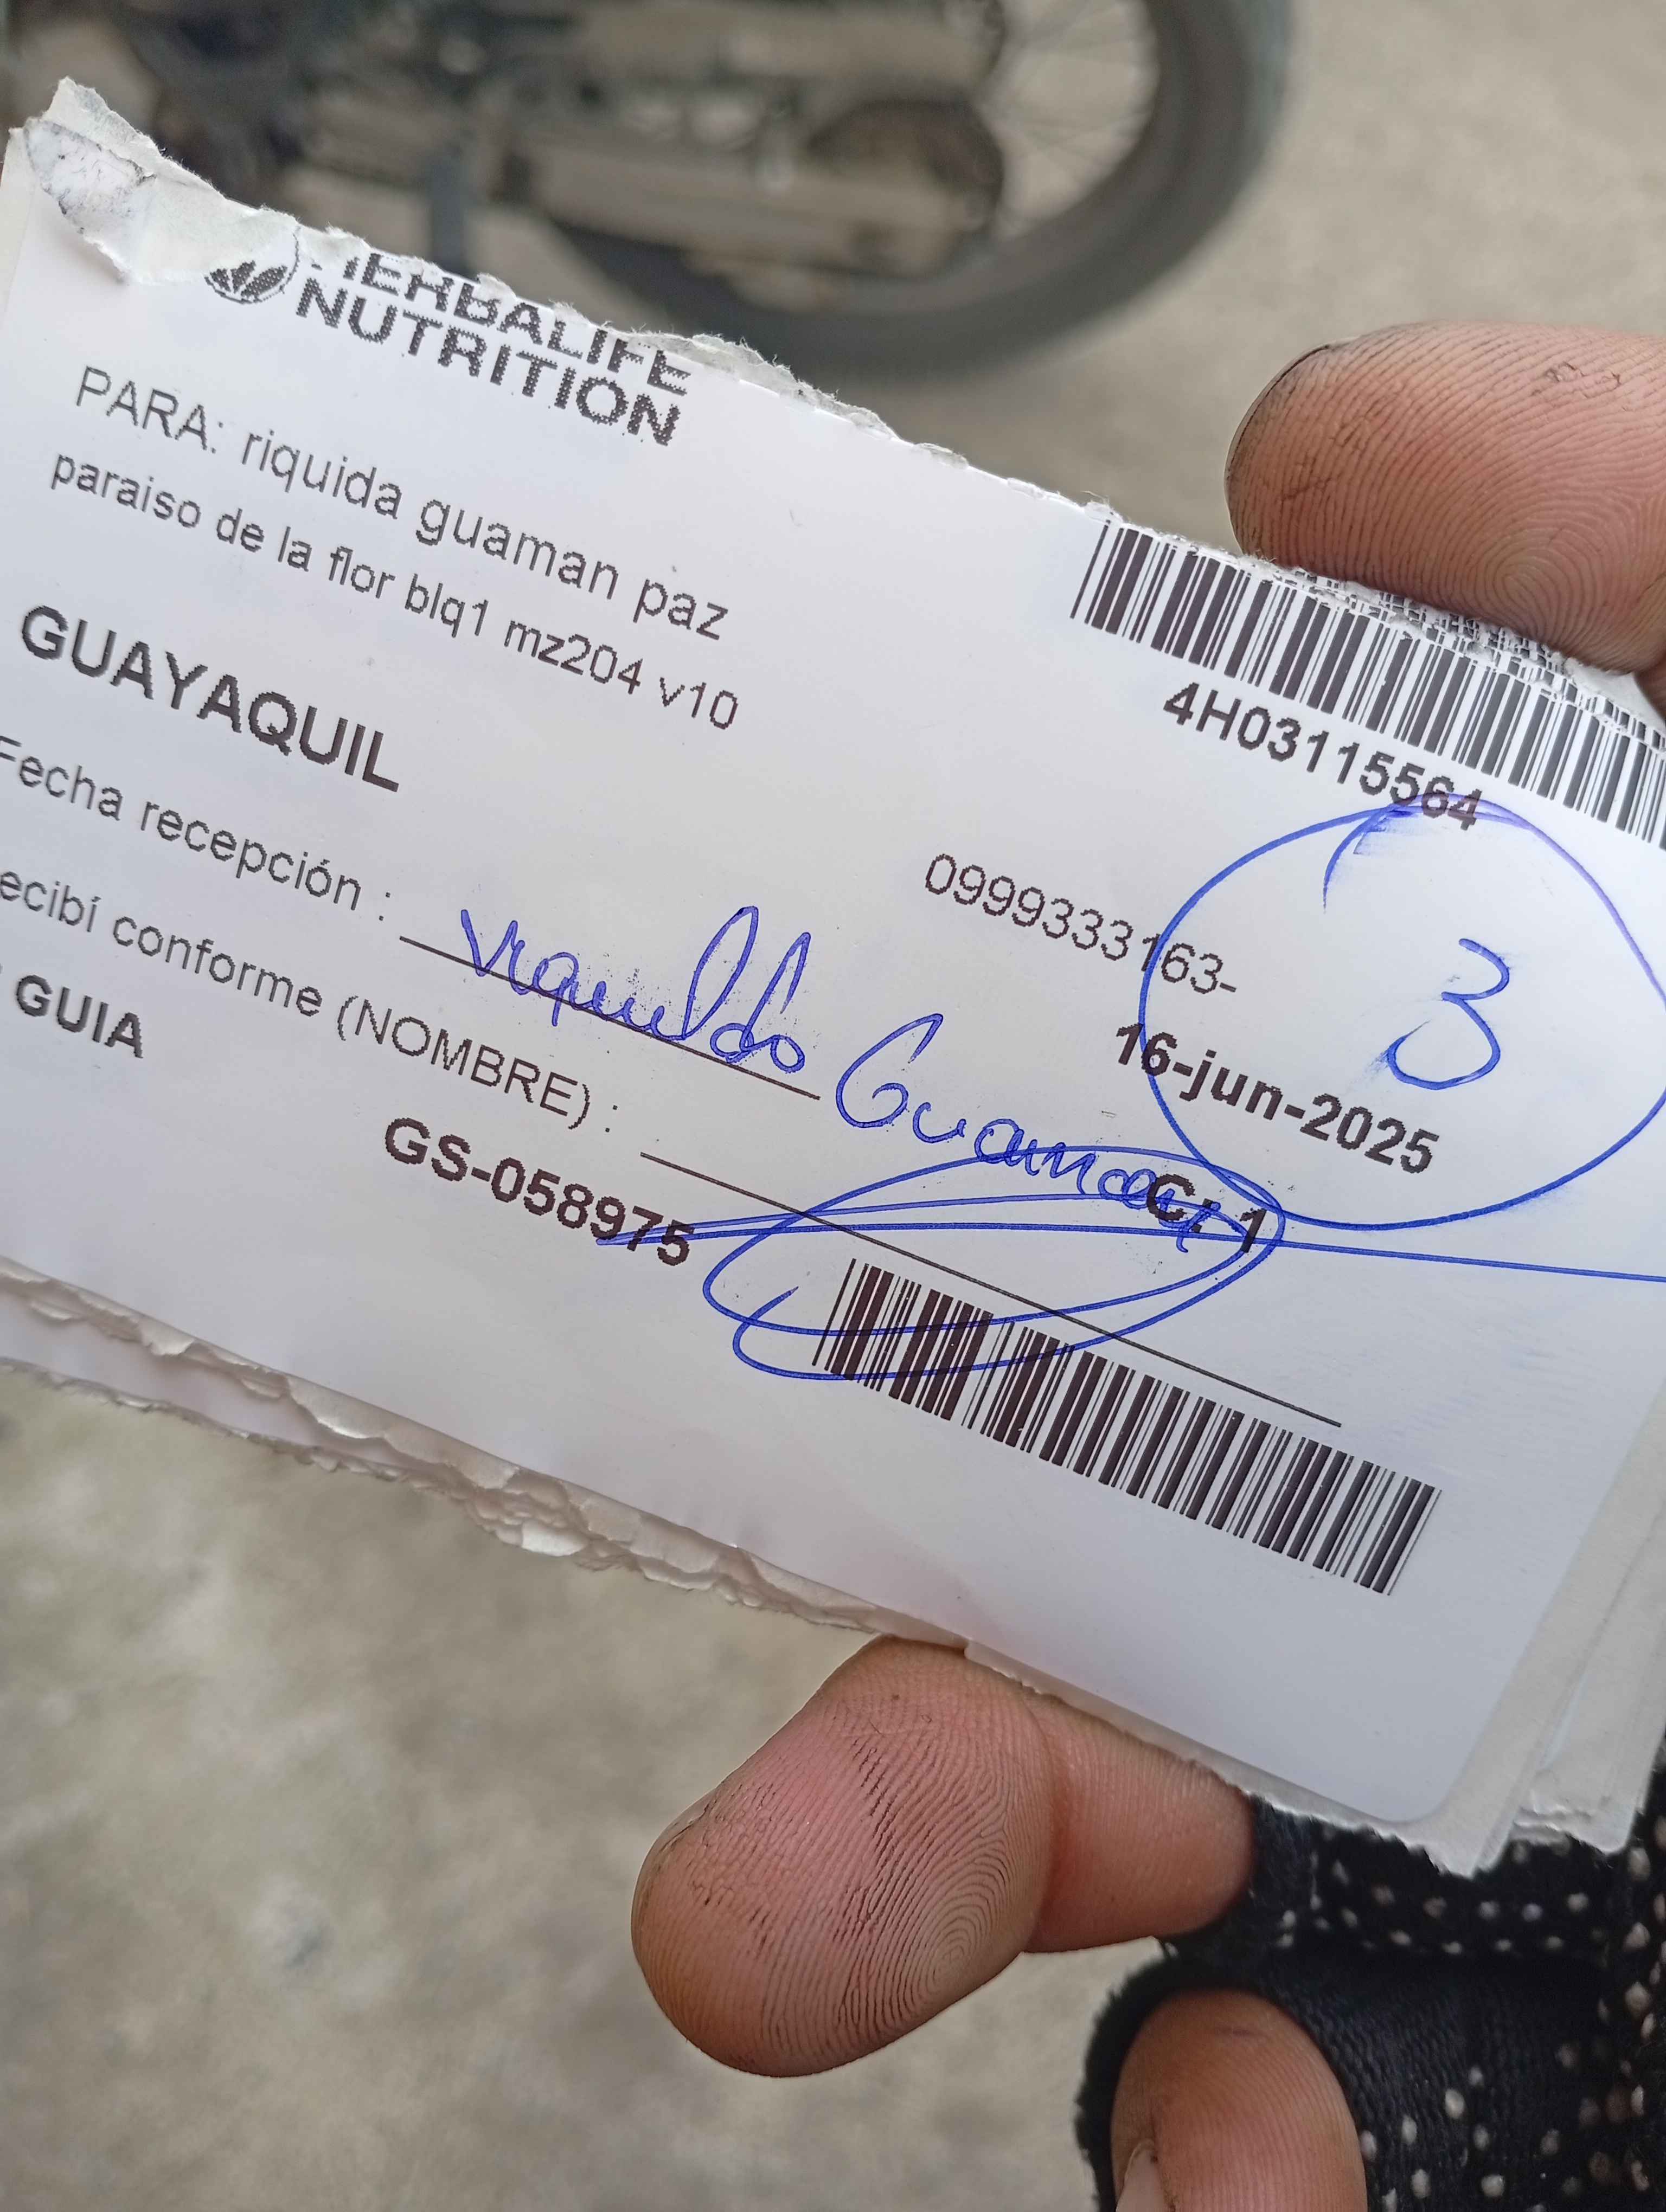 HERBALIFE
NUTRITION
PARA: riquida guaman paz
paraiso de la flor blq1 mz204 v10
GUAYAQUIL
4H03115564
0999333163-
3
16-jun-2025
Fecha recepción :
ecibí conforme (NOMBRE) :
Guaman
C: 1
GUIA
GS-058975